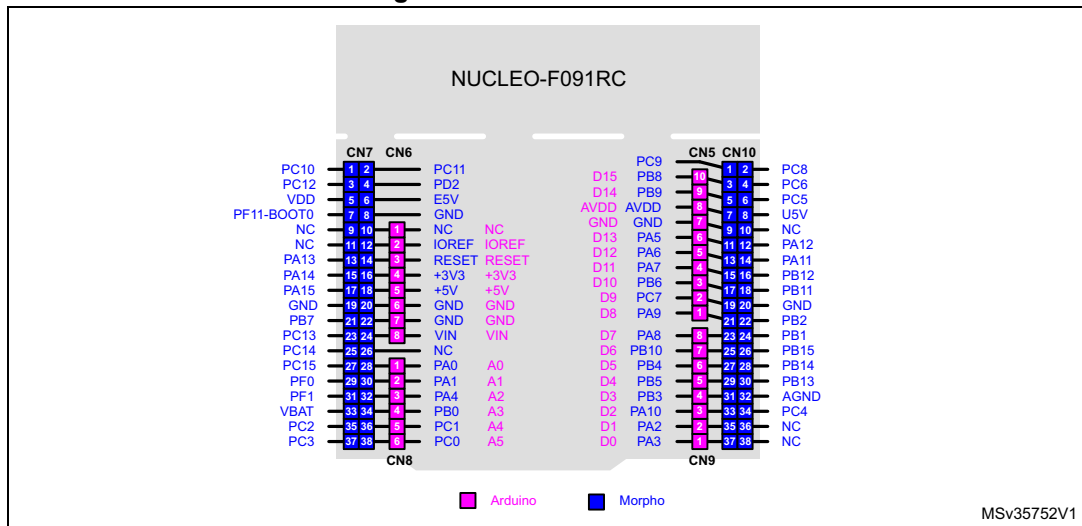 NUCLEO-F091RC
CN7 CN6 CN5 CN10
PC9
PC10 1 2 PC11 1 2 PC8
PC12 3 4 PD2 D15 PB8 10 3 4 PC6
VDD 5 6 E5V D14 PB9 9 5 6 PC5
PF11-BOOT0 7 8 GND AVDD AVDD 8 7 8 U5V
NC 9 10 1 NC NC GND GND 7 9 10 NC
NC 11 12 2 IOREF IOREF D13 PA5 6 11 12 PA12
PA13 13 14 3 RESET RESET D12 PA6 5 13 14 PA11
PA14 15 16 4 +3V3 +3V3 D11 PA7 4 15 16 PB12
PA15 17 18 5 +5V +5V D10 PB6 3 17 18 PB11
GND 19 20 6 GND GND D9 PC7 2 19 20 GND
PB7 21 22 7 GND GND D8 PA9 1 21 22 PB2
PC13 23 24 8 VIN VIN D7 PA8 8 23 24 PB1
PC14 25 26 NC D6 PB10 7 25 26 PB15
PC15 27 28 1 PA0 A0 D5 PB4 6 27 28 PB14
PF0 29 30 2 PA1 A1 D4 PB5 5 29 30 PB13
PF1 31 32 3 PA4 A2 D3 PB3 4 31 32 AGND
VBAT 33 34 4 PB0 A3 D2 PA10 3 33 34 PC4
PC2 35 36 5 PC1 A4 D1 PA2 2 35 36 NC
PC3 37 38 6 PC0 A5 D0 PA3 1 37 38 NC
CN8 CN9
Arduino Morpho
MSv35752V1